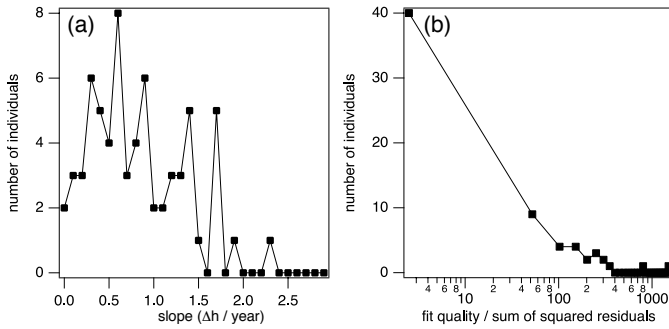 8
6
4
2
0
number of individuals
(a)
0.0 0.5 1.0 1.5 2.0 2.5
slope (Δh / year)
40
30
20
10
0
number of individuals
(b)
4 6 8 2 4 6 8 2 4 6 8
10 100 1000
fit quality / sum of squared residuals